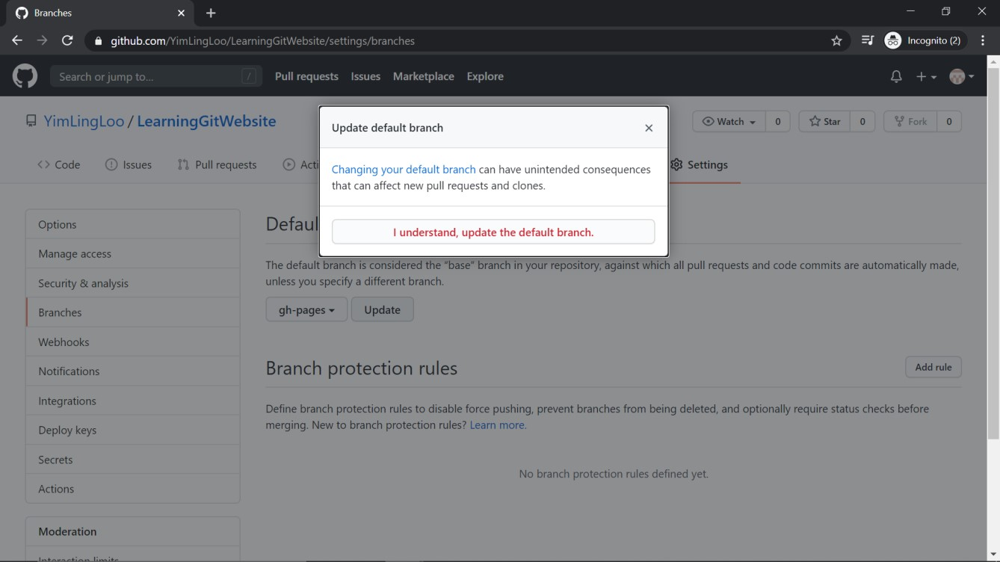 Branches
github.com/YimLingLoo/LearningGitWebsite/settings/branches
Incognito (2)
Search or jump to... /
Pull requests Issues Marketplace Explore
YimLingLoo / LearningGitWebsite
Watch 0 Star 0 Fork 0
Code Issues Pull requests Acti Settings
Update default branch
Changing your default branch can have unintended consequences
that can affect new pull requests and clones.
I understand, update the default branch.
Options
Manage access
Security & analysis
Branches
Webhooks
Notifications
Integrations
Deploy keys
Secrets
Actions
Moderation
Interaction limits
Defaul
The default branch is considered the “base” branch in your repository, against which all pull requests and code commits are automatically made,
unless you specify a different branch.
gh-pages Update
Branch protection rules
Add rule
Define branch protection rules to disable force pushing, prevent branches from being deleted, and optionally require status checks before
merging. New to branch protection rules? Learn more.
No branch protection rules defined yet.